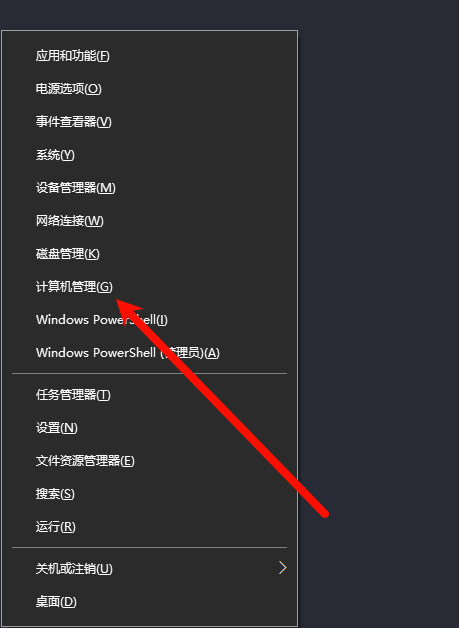 应用和功能(F)
电源选项(O)
事件查看器(V)
系统(Y)
设备管理器(M)
网络连接(W)
磁盘管理(K)
计算机管理(G)
Windows PowerShell(I)
Windows PowerShell (管理员)(A)
任务管理器(T)
设置(N)
文件资源管理器(E)
搜索(S)
运行(R)
关机或注销(U)
桌面(D)